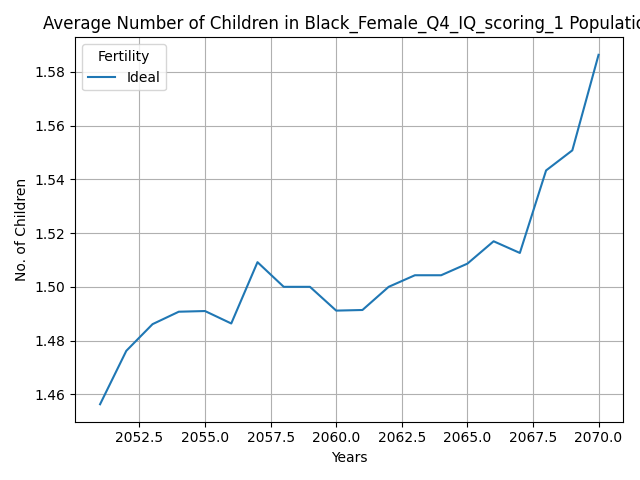 Average Number of Children in Black_Female_Q4_IQ_scoring_1 Populatio
Fertility
Ideal
No. of Children
1.58
1.56
1.54
1.52
1.50
1.48
1.46
2052.5 2055.0 2057.5 2060.0 2062.5 2065.0 2067.5 2070.0
Years